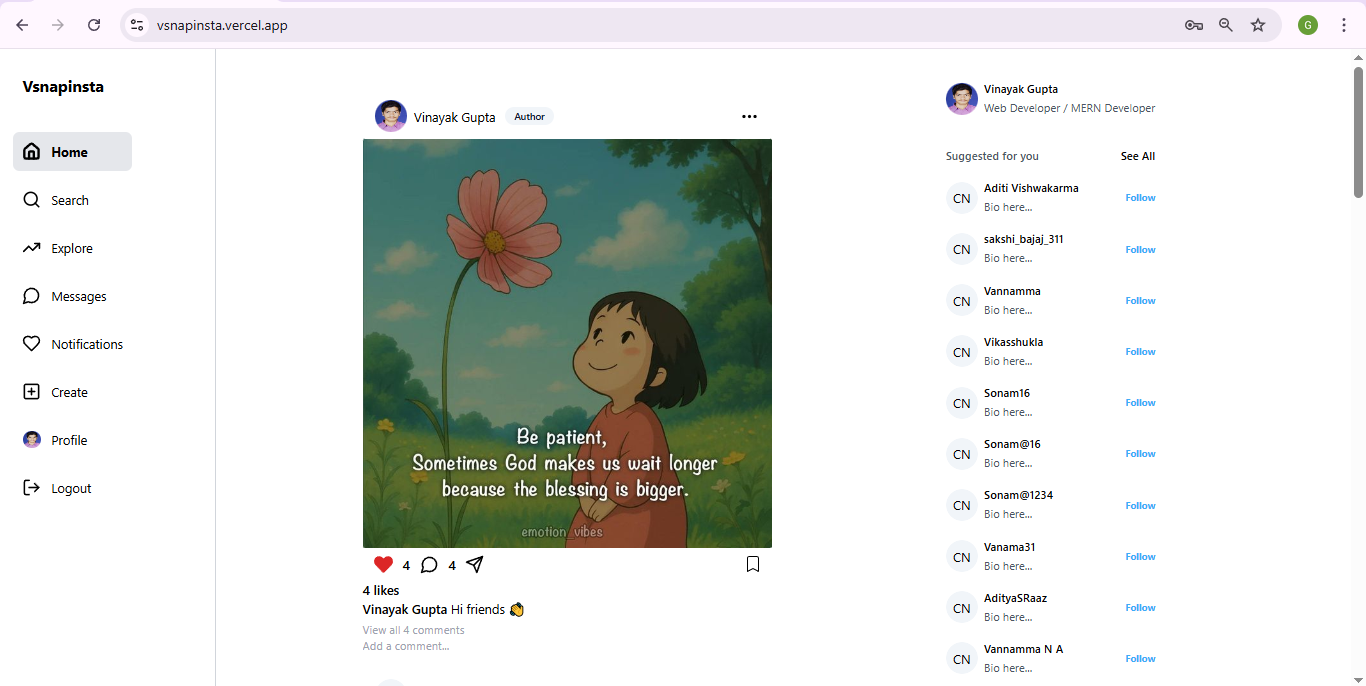 vsnapinsta.vercel.app
G
Vsnapinsta
Home
Search
Explore
Messages
Notifications
Create
Profile
Logout
Vinayak Gupta Author
Be patient,
Sometimes God makes us wait longer
because the blessing is bigger.
emotion_vibes
4 4
4 likes
Vinayak Gupta Hi friends 👏
View all 4 comments
Add a comment...
Vinayak Gupta
Web Developer / MERN Developer
Suggested for you See All
CN Aditi Vishwakarma Follow
Bio here...
CN sakshi_bajaj_311 Follow
Bio here...
CN Vannamma Follow
Bio here...
CN Vikasshukla Follow
Bio here...
CN Sonam16 Follow
Bio here...
CN Sonam@16 Follow
Bio here...
CN Sonam@1234 Follow
Bio here...
CN Vanama31 Follow
Bio here...
CN AdityaSRaaz Follow
Bio here...
CN Vannamma N A Follow
Bio here...